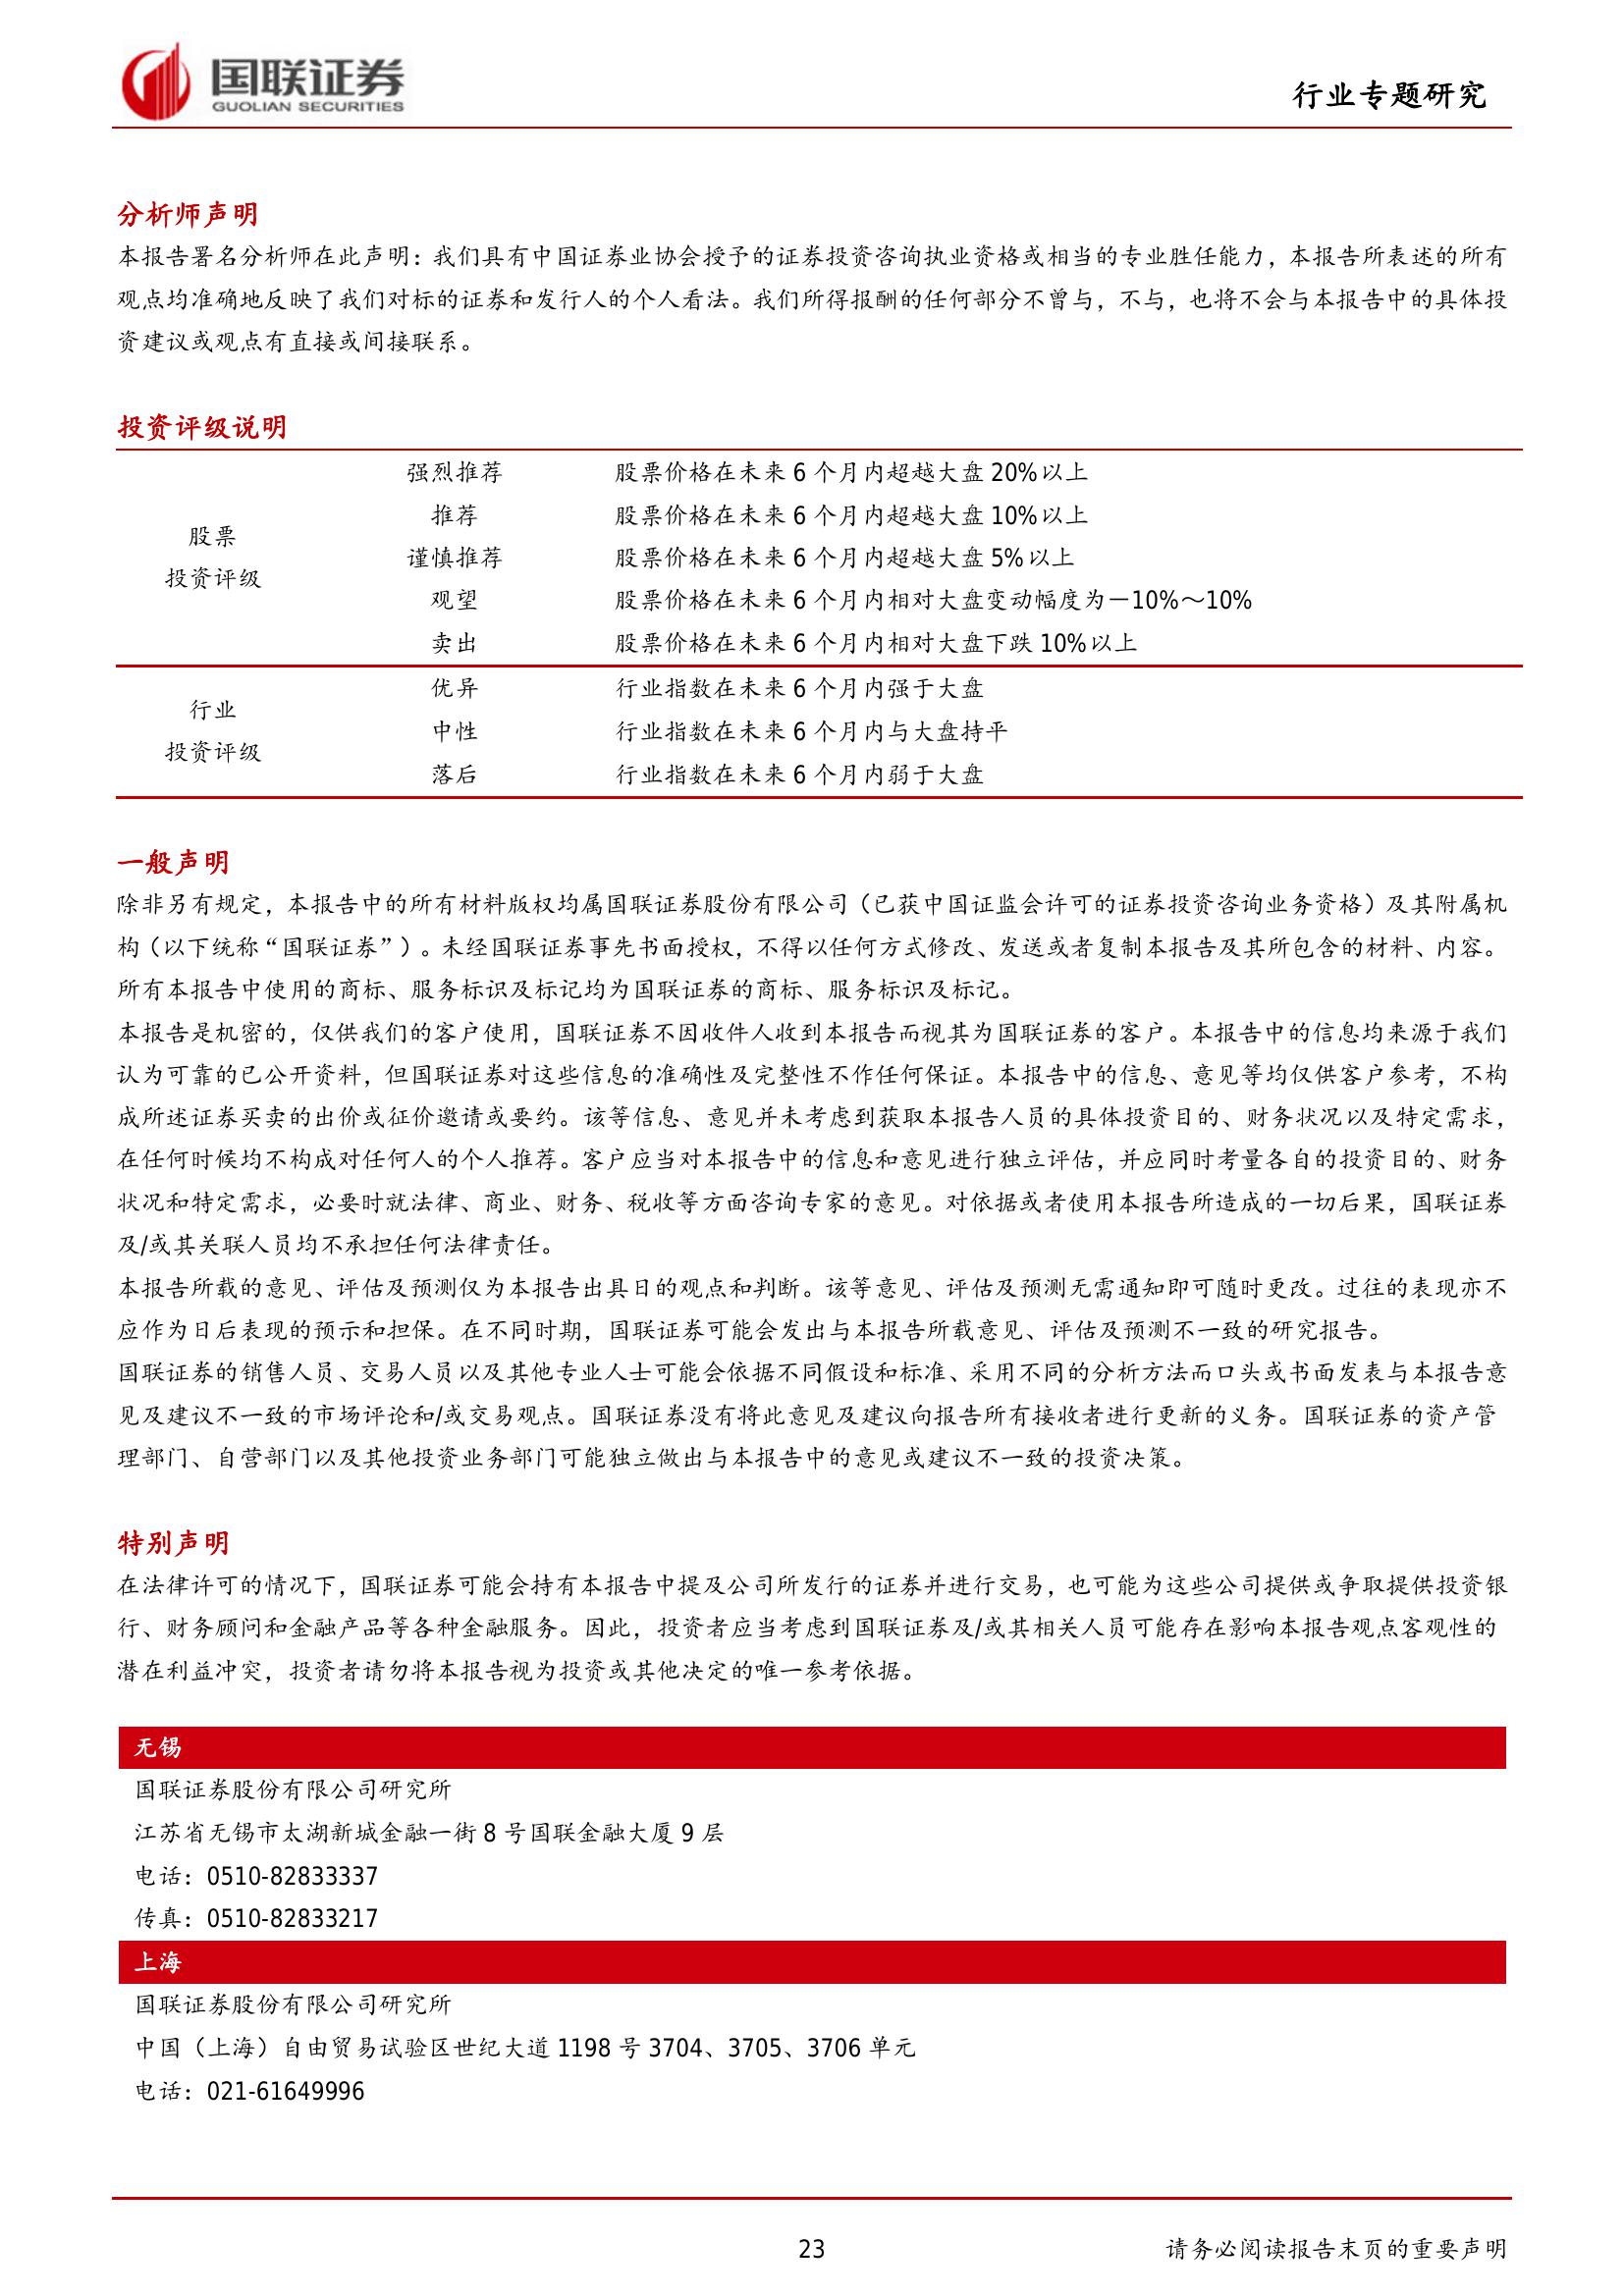 国联证券
GUOLIAN SECURITIES
行业专题研究
分析师声明
本报告署名分析师在此声明：我们具有中国证券业协会授予的证券投资咨询执业资格或相当的专业胜任能力，本报告所表述的所有
观点均准确地反映了我们对标的证券和发行人的个人看法。我们所得报酬的任何部分不曾与，不与，也将不会与本报告中的具体投
资建议或观点有直接或间接联系。
投资评级说明
股票
投资评级
强烈推荐 股票价格在未来 6 个月内超越大盘 20%以上
推荐 股票价格在未来 6 个月内超越大盘 10%以上
谨慎推荐 股票价格在未来 6 个月内超越大盘 5%以上
观望 股票价格在未来 6 个月内相对大盘变动幅度为－10%～10%
卖出 股票价格在未来 6 个月内相对大盘下跌 10%以上
行业
投资评级
优异 行业指数在未来 6 个月内强于大盘
中性 行业指数在未来 6 个月内与大盘持平
落后 行业指数在未来 6 个月内弱于大盘
一般声明
除非另有规定，本报告中的所有材料版权均属国联证券股份有限公司（已获中国证监会许可的证券投资咨询业务资格）及其附属机
构（以下统称“国联证券”）。未经国联证券事先书面授权，不得以任何方式修改、发送或者复制本报告及其所包含的材料、内容。
所有本报告中使用的商标、服务标识及标记均为国联证券的商标、服务标识及标记。
本报告是机密的，仅供我们的客户使用，国联证券不因收件人收到本报告而视其为国联证券的客户。本报告中的信息均来源于我们
认为可靠的已公开资料，但国联证券对这些信息的准确性及完整性不作任何保证。本报告中的信息、意见等均仅供客户参考，不构
成所述证券买卖的出价或征价邀请或要约。该等信息、意见并未考虑到获取本报告人员的具体投资目的、财务状况以及特定需求，
在任何时候均不构成对任何人的个人推荐。客户应当对本报告中的信息和意见进行独立评估，并应同时考量各自的投资目的、财务
状况和特定需求，必要时就法律、商业、财务、税收等方面咨询专家的意见。对依据或者使用本报告所造成的一切后果，国联证券
及/或其关联人员均不承担任何法律责任。
本报告所载的意见、评估及预测仅为本报告出具日的观点和判断。该等意见、评估及预测无需通知即可随时更改。过往的表现亦不
应作为日后表现的预示和担保。在不同时期，国联证券可能会发出与本报告所载意见、评估及预测不一致的研究报告。
国联证券的销售人员、交易人员以及其他专业人士可能会依据不同假设和标准、采用不同的分析方法而口头或书面发表与本报告意
见及建议不一致的市场评论和/或交易观点。国联证券没有将此意见及建议向报告所有接收者进行更新的义务。国联证券的资产管
理部门、自营部门以及其他投资业务部门可能独立做出与本报告中的意见或建议不一致的投资决策。
特别声明
在法律许可的情况下，国联证券可能会持有本报告中提及公司所发行的证券并进行交易，也可能为这些公司提供或争取提供投资银
行、财务顾问和金融产品等各种金融服务。因此，投资者应当考虑到国联证券及/或其相关人员可能存在影响本报告观点客观性的
潜在利益冲突，投资者请勿将本报告视为投资或其他决定的唯一参考依据。
无锡
国联证券股份有限公司研究所
江苏省无锡市太湖新城金融一街 8 号国联金融大厦 9 层
电话：0510-82833337
传真：0510-82833217
上海
国联证券股份有限公司研究所
中国（上海）自由贸易试验区世纪大道 1198 号 3704、3705、3706 单元
电话：021-61649996
23
请务必阅读报告末页的重要声明